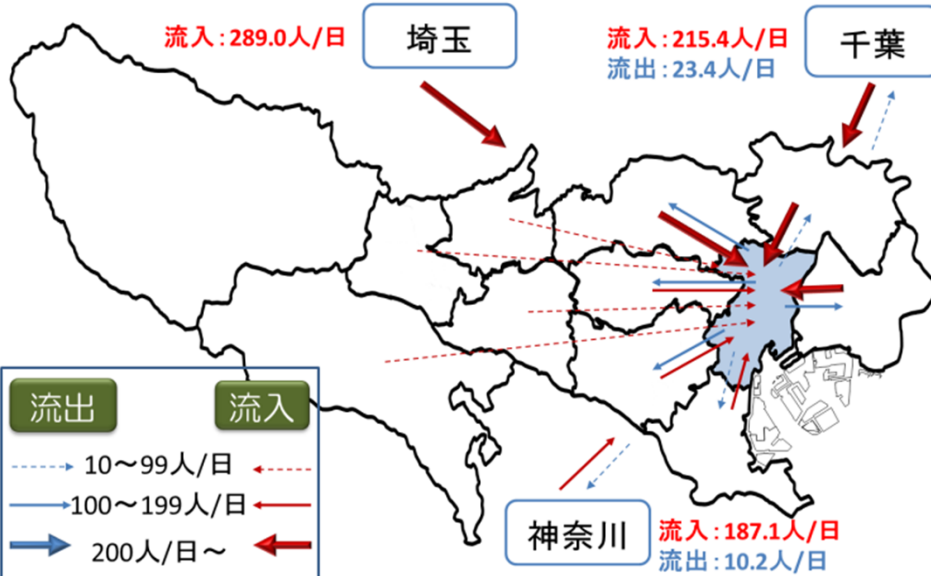 流入:289.0人/日
埼玉
流入:215.4人/日
流出:23.4人/日
千葉
流出
流入
10～99人/日
100～199人/日
200人/日～
神奈川
流入:187.1人/日
流出:10.2人/日